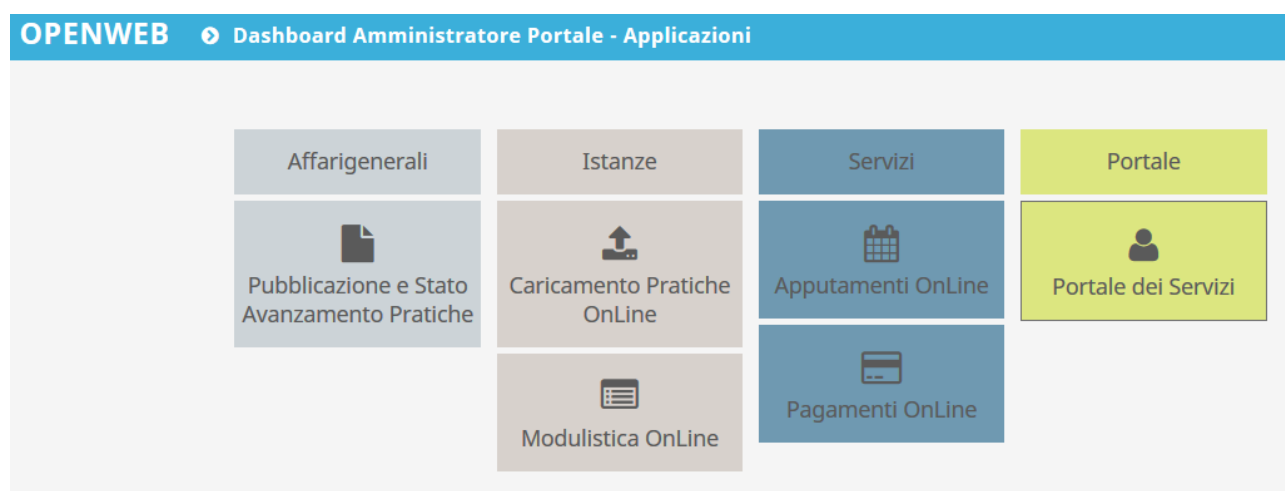 OPENWEB Dashboard Amministratore Portale - Applicazioni
Affarigenerali
Istanze
Servizi
Portale
Pubblicazione e Stato
Avanzamento Pratiche
Caricamento Pratiche
OnLine
Apputamenti OnLine
Portale dei Servizi
Modulistica OnLine
Pagamenti OnLine